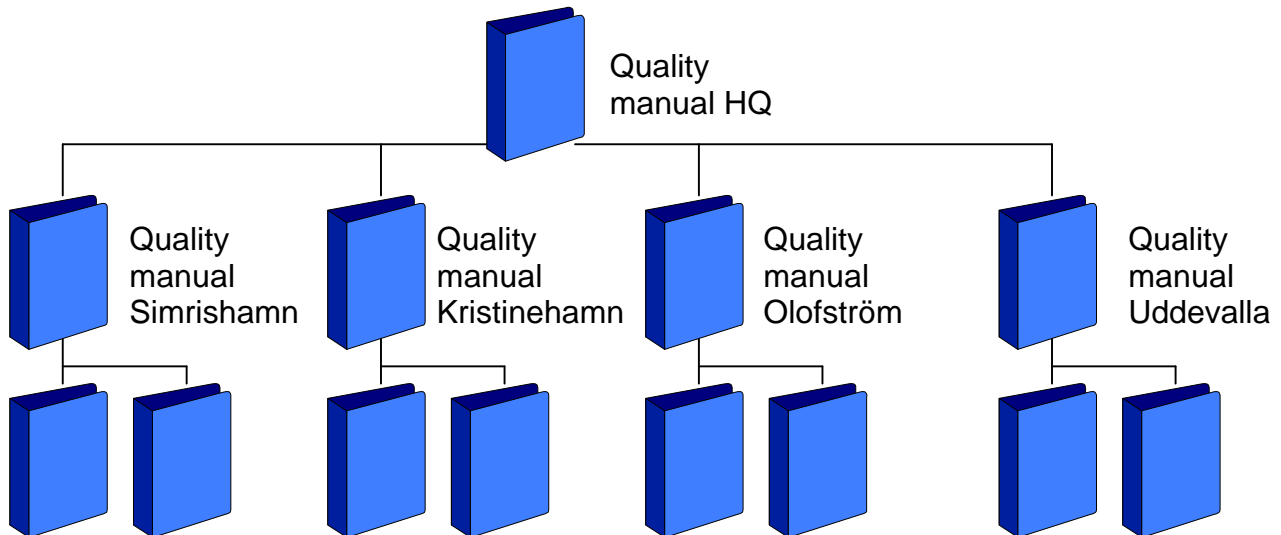 Quality
manual HQ
Quality
manual
Simrishamn
Quality
manual
Kristinehamn
Quality
manual
Olofström
Quality
manual
Uddevalla